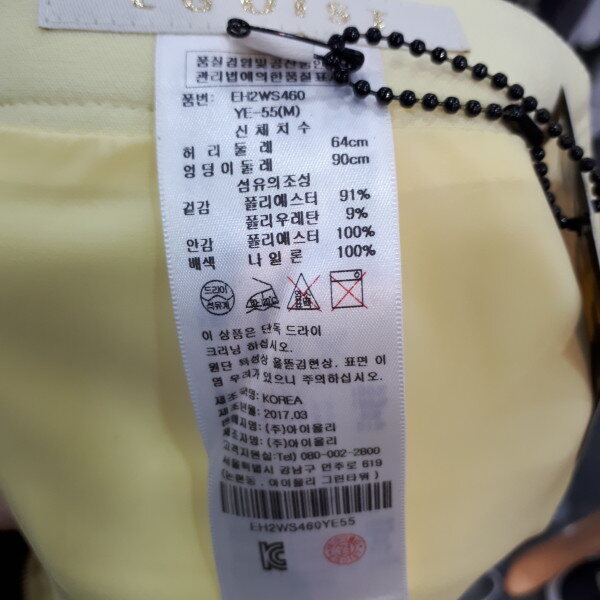 EGOIST
품질경영및공산품안
관리법에의한품질표시
품번: EH2WS460
YE-55(M)
신체치수
허리둘레 64cm
엉덩이둘레 90cm
섬유의조성
겉감 폴리에스터 91%
폴리우레탄 9%
안감 폴리에스터 100%
배색 나일론 100%
드라이
석유계
이 상품은 단독 드라이
크리닝 하십시오.
원단 특성상 올뜯김현상, 표면 이
염 우려가 있으니 주의하십시오.
제조국명: KOREA
제조년월: 2017.03
판매자명: (주)아이올리
제조자명: (주)아이올리
고객지원실: Tel) 080-002-2800
서울특별시 강남구 언주로 619
(논현동, 아이올리 그린타워)
EH2WS460YE55